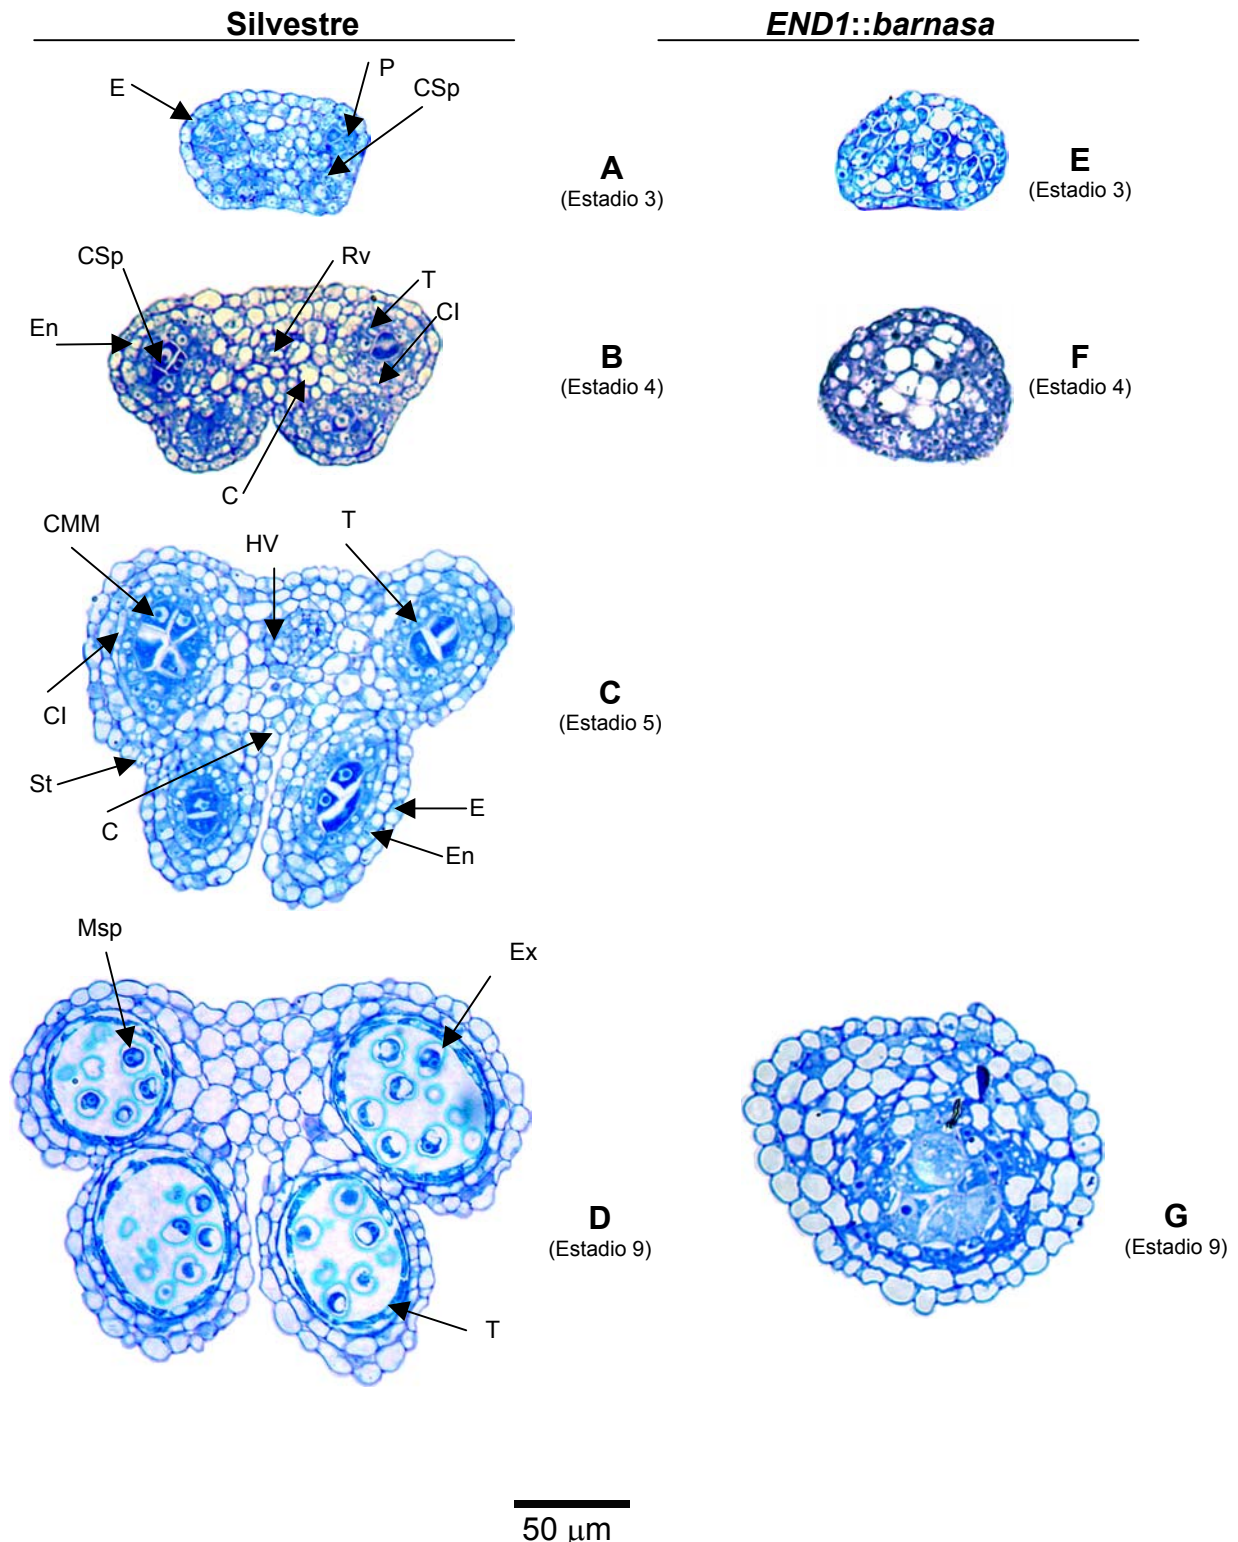 Silvestre
END1::barnasa
E
P
CSp
A
(Estadio 3)
E
(Estadio 3)
CSp
Rv
T
CI
En
B
(Estadio 4)
F
(Estadio 4)
C
CMM
HV
T
C
(Estadio 5)
CI
St
C
E
En
Msp
Ex
D
(Estadio 9)
G
(Estadio 9)
T
50 μm